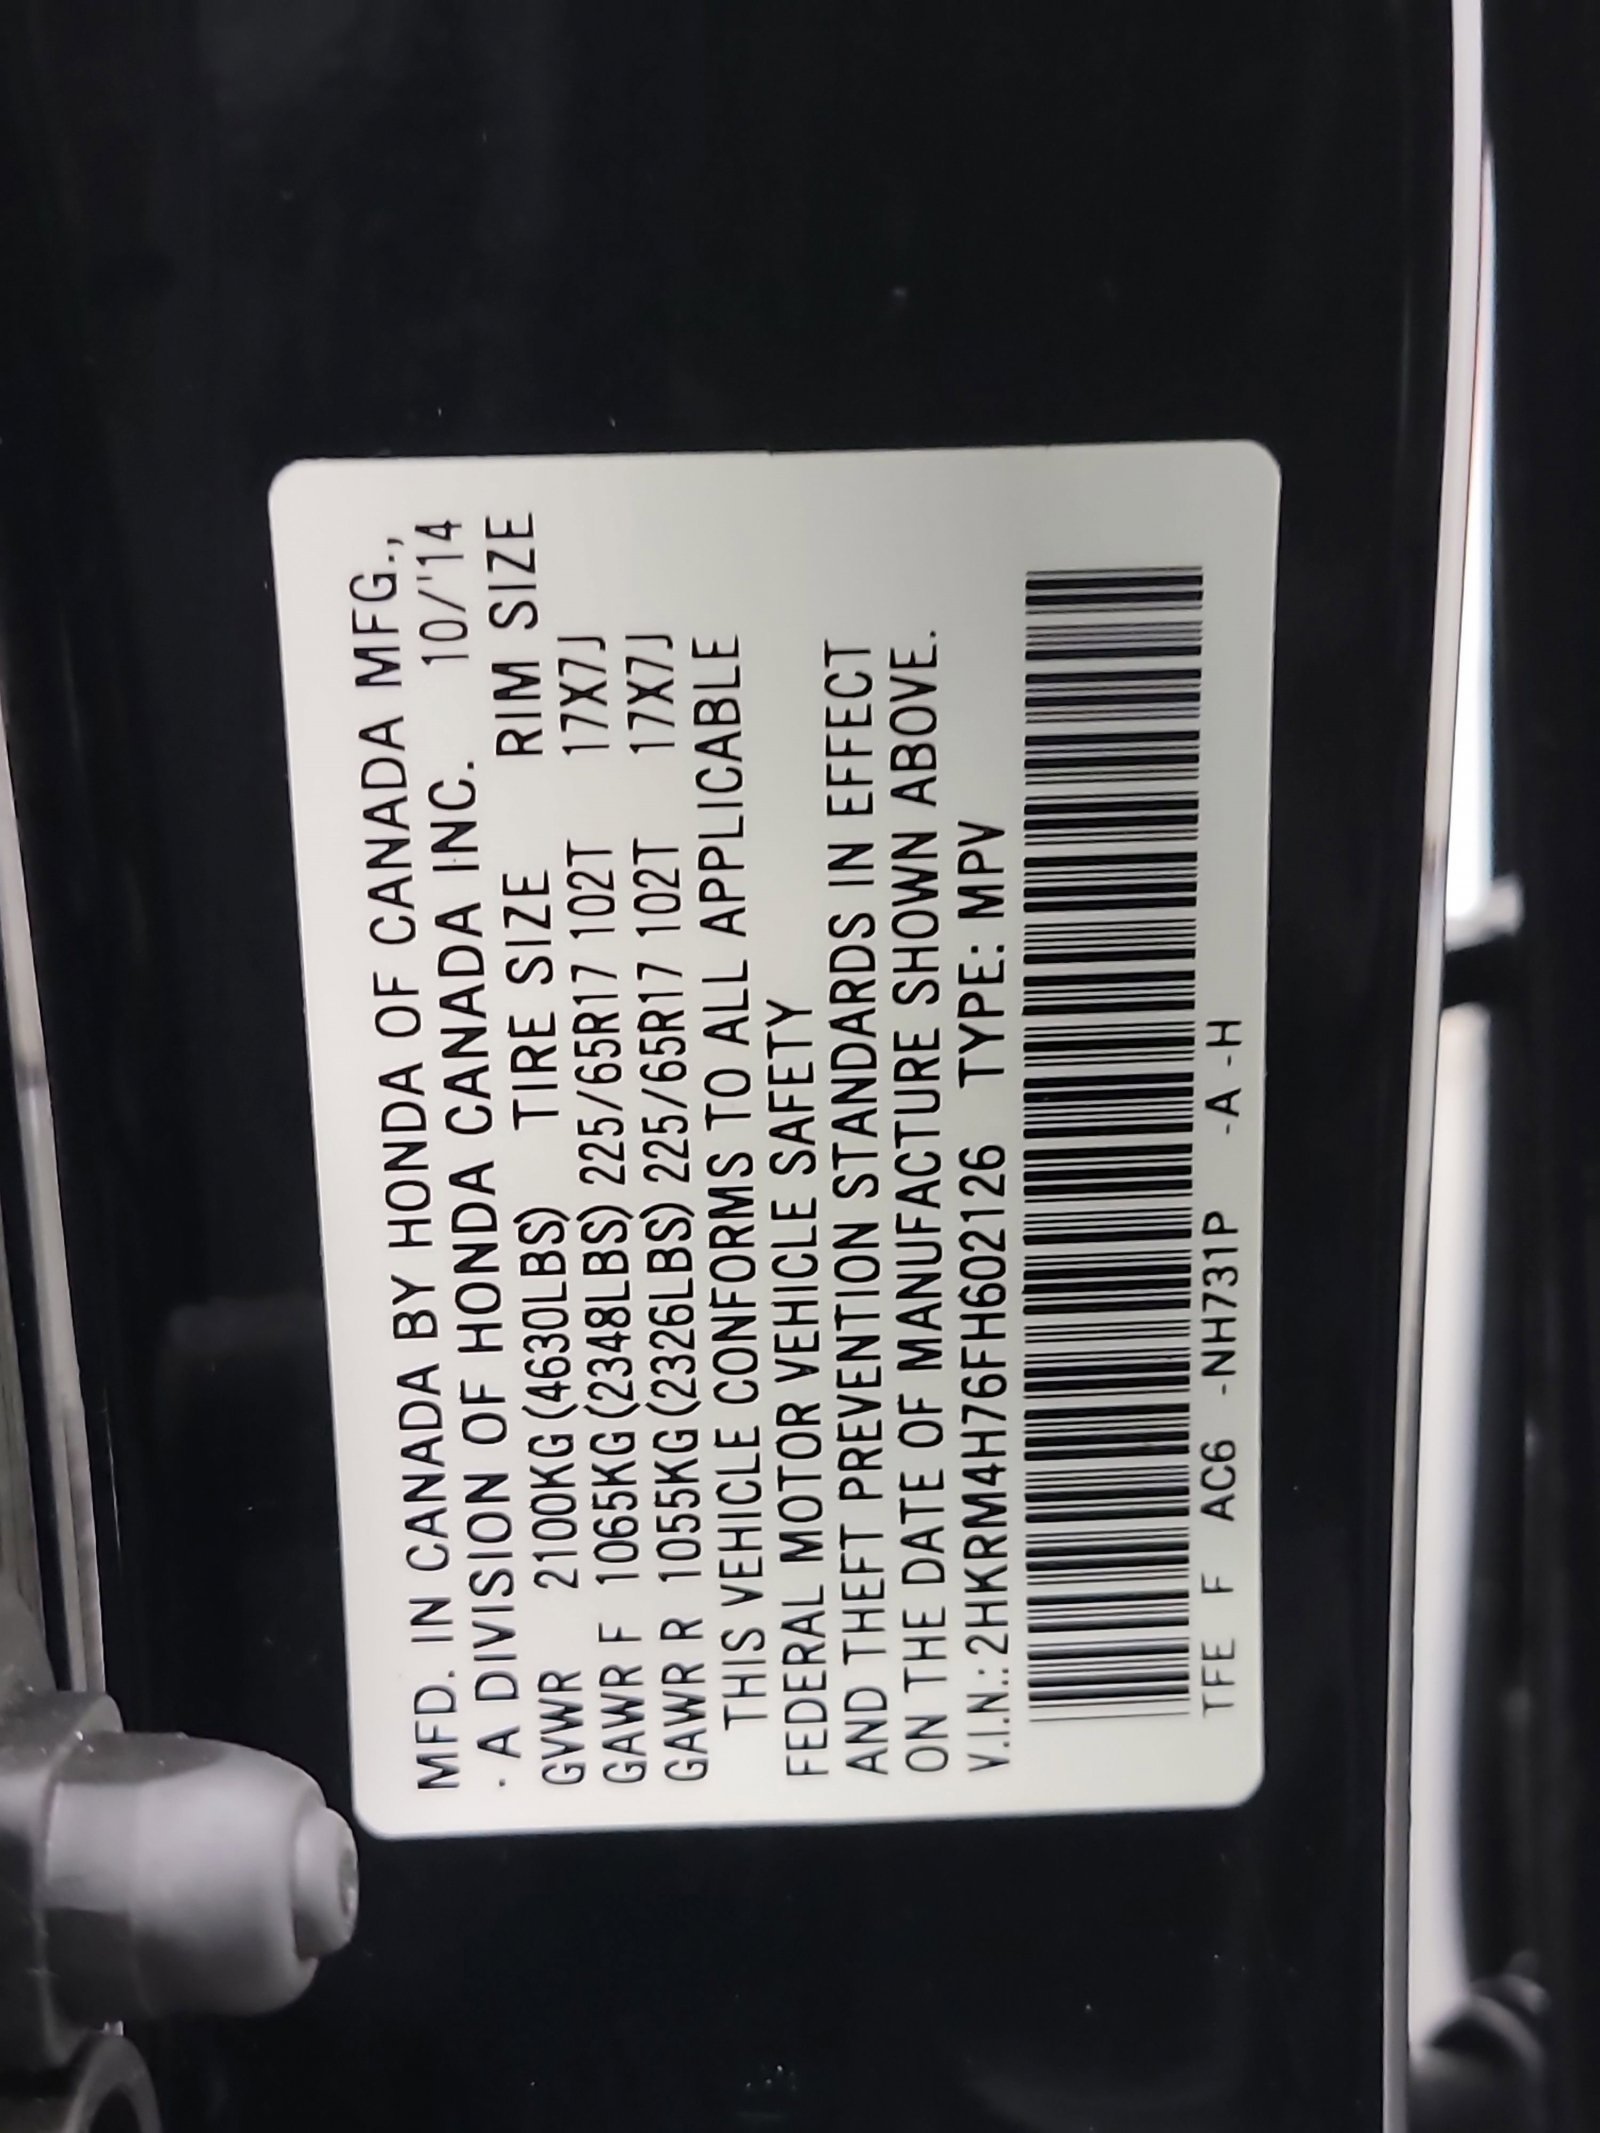 MFD. IN CANADA BY HONDA OF CANADA MFG.,
. A DIVISION OF HONDA CANADA INC. 10/'14
GVWR 2100KG(4630LBS) TIRE SIZE RIM SIZE
GAWR F 1065KG(2348LBS) 225/65R17 102T 17X7J
GAWR R 1055KG(2326LBS) 225/65R17 102T 17X7J
THIS VEHICLE CONFORMS TO ALL APPLICABLE
FEDERAL MOTOR VEHICLE SAFETY
AND THEFT PREVENTION STANDARDS IN EFFECT
ON THE DATE OF MANUFACTURE SHOWN ABOVE.
V.I.N.: 2HKRM4H76FH602126 TYPE: MPV
TFE F AC6 -NH731P -A -H